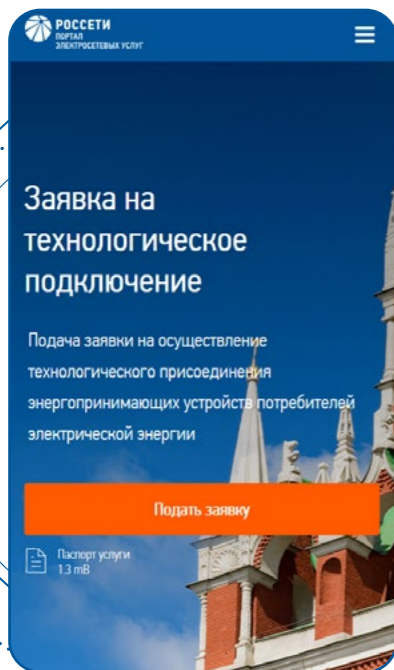 РОССЕТИ
ПОРТАЛ
ЭЛЕКТРОСЕТЕВЫХ УСЛУГ
Заявка на
технологическое
подключение
Подача заявки на осуществление
технологического присоединения
энергопринимающих устройств потребителей
электрической энергии
Подать заявку
Паспорт услуги
1.3 mB